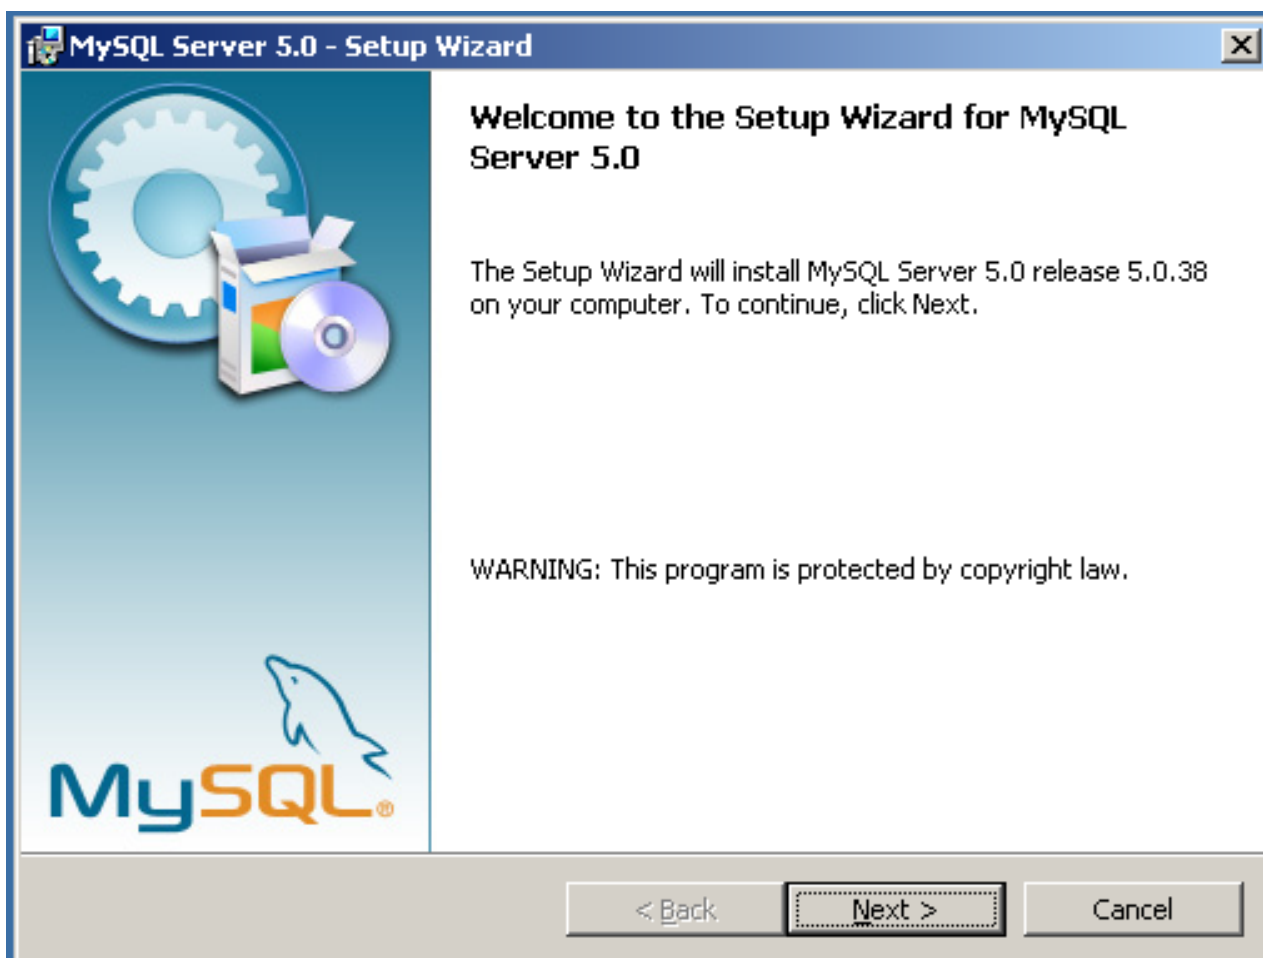 MySQL Server 5.0 - Setup Wizard
Welcome to the Setup Wizard for MySQL
Server 5.0
The Setup Wizard will install MySQL Server 5.0 release 5.0.38
on your computer. To continue, click Next.
WARNING: This program is protected by copyright law.
MySQL®
< Back
Next >
Cancel